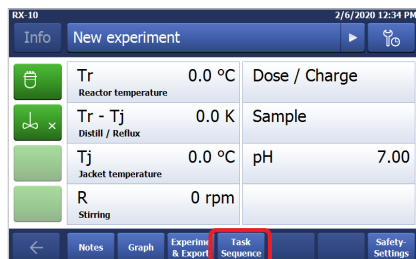 RX-10 2/6/2020 12:34 PM
Info New experiment
Tr 0.0 °C Dose / Charge
Reactor temperature
Tr - Tj 0.0 K Sample
Distill / Reflux
Tj 0.0 °C pH 7.00
Jacket temperature
R 0 rpm
Stirring
Notes Graph Experime & Export Task Sequence Safety-Settings